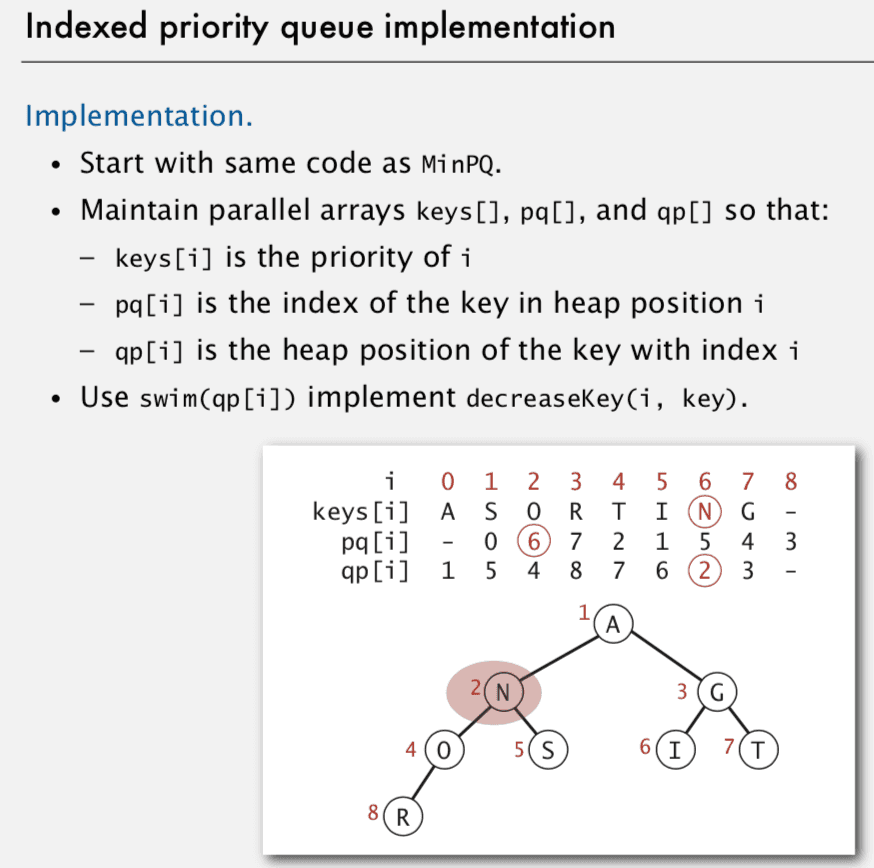 Indexed priority queue implementation
Implementation.
• Start with same code as MinPQ.
• Maintain parallel arrays keys[], pq[], and qp[] so that:
– keys[i] is the priority of i
– pq[i] is the index of the key in heap position i
– qp[i] is the heap position of the key with index i
• Use swim(qp[i]) implement decreaseKey(i, key).
i 0 1 2 3 4 5 6 7 8
keys[i] A S O R T I N G –
pq[i] – 0 6 7 2 1 5 4 3
qp[i] 1 5 4 8 7 6 2 3 –
1 A
2 N 3 G
4 O 5 S 6 I 7 T
8 R